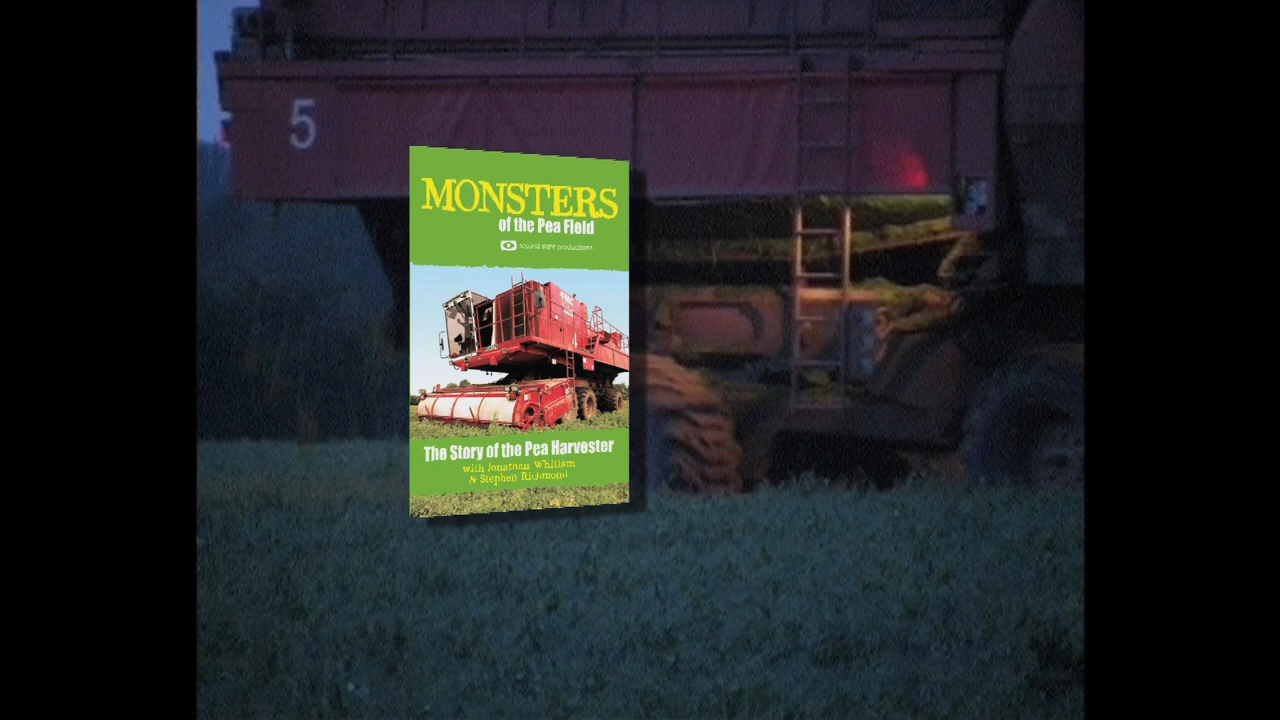 5
MONSTERS
of the Pea Field
second sight productions
The Story of the Pea Harvester
with Jonathan Whitlam
& Stephen Richmond